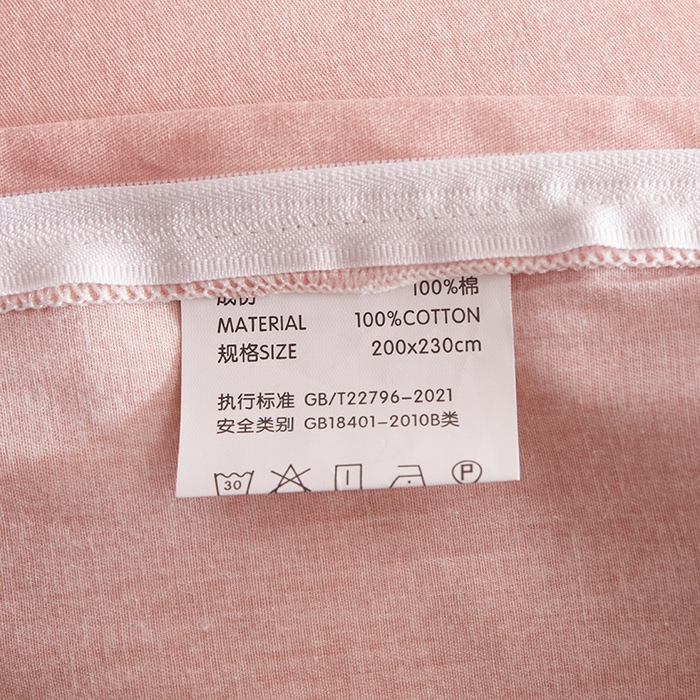 成份 100%棉
MATERIAL 100%COTTON
规格SIZE 200x230cm
执行标准 GB/T22796-2021
安全类别 GB18401-2010B类
30
P